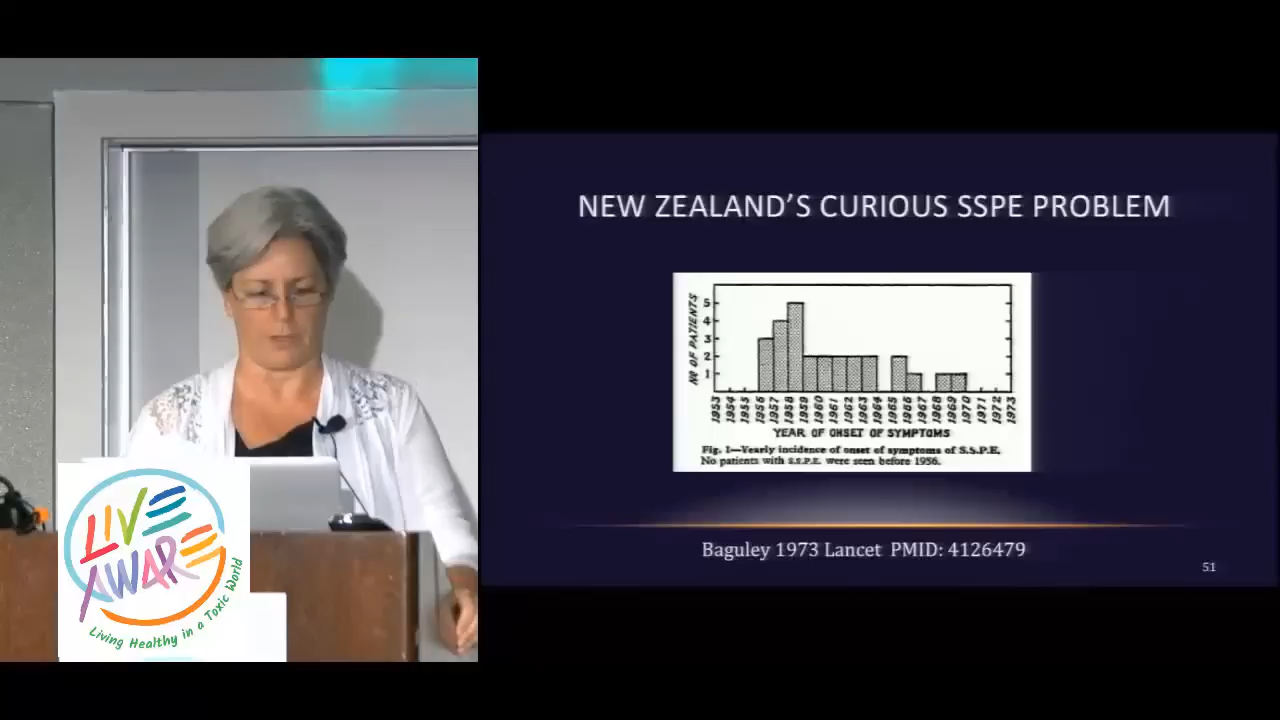 NEW ZEALAND'S CURIOUS SSPE PROBLEM
NO OF PATIENTS
5
4
3
2
1
1953 1954 1955 1956 1957 1958 1959 1960 1961 1962 1963 1964 1965 1966 1967 1968 1969 1970 1971 1972 1973
YEAR OF ONSET OF SYMPTOMS
Fig. 1—Yearly incidence of onset of symptoms of S.S.P.E.
No patients with S.S.P.E. were seen before 1956.
Baguley 1973 Lancet PMID: 4126479
51
LIVE
AWARE
Living Healthy in a Toxic World